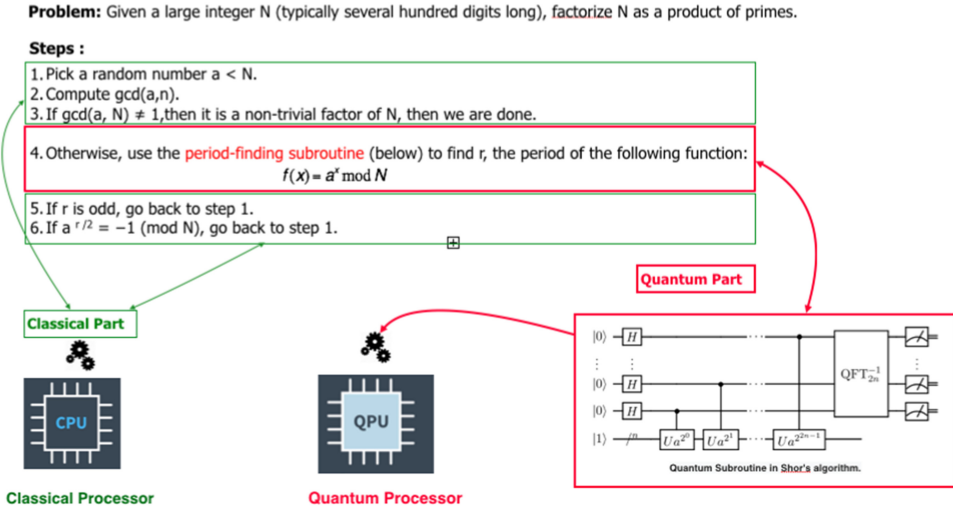 Problem: Given a large integer N (typically several hundred digits long), factorize N as a product of primes.
Steps :
1. Pick a random number a < N.
2. Compute gcd(a,n).
3. If gcd(a, N) ≠ 1,then it is a non-trivial factor of N, then we are done.
4. Otherwise, use the period-finding subroutine (below) to find r, the period of the following function:
f(x) = aˣ mod N
5. If r is odd, go back to step 1.
6. If a ʳ/² = −1 (mod N), go back to step 1.
Quantum Part
Classical Part
|0⟩ H
⋮ ⋮ ⋮
|0⟩ H
|0⟩ H
QFT₂ₙ⁻¹
|1⟩ /n U_{a^{2^0}} U_{a^{2^1}} ··· U_{a^{2^{2n−1}}}
Quantum Subroutine in Shor's algorithm.
CPU
QPU
Classical Processor
Quantum Processor